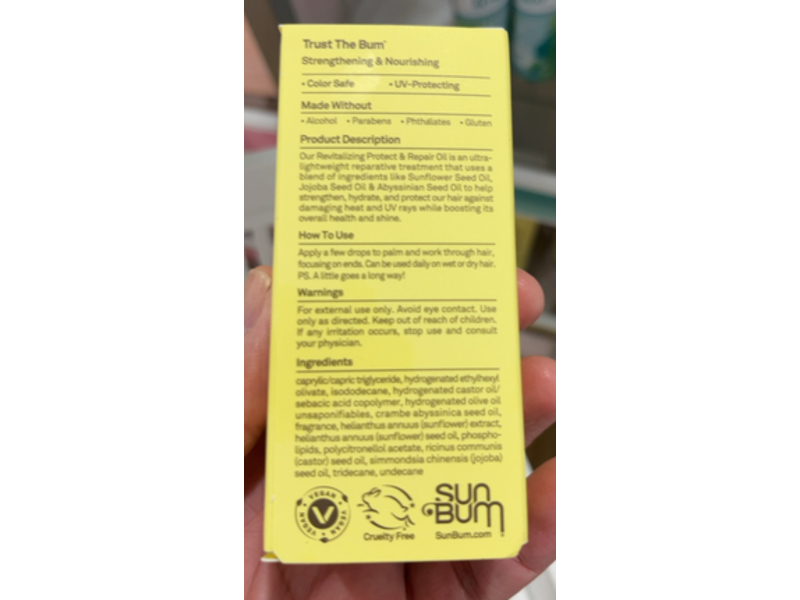 Trust The Bum®
Strengthening & Nourishing
• Color Safe • UV-Protecting
Made Without
• Alcohol • Parabens • Phthalates • Gluten
Product Description
Our Revitalizing Protect & Repair Oil is an ultra-
lightweight reparative treatment that uses a
blend of ingredients like Sunflower Seed Oil,
Jojoba Seed Oil & Abyssinian Seed Oil to help
strengthen, hydrate, and protect our hair against
damaging heat and UV rays while boosting its
overall health and shine.
How To Use
Apply a few drops to palm and work through hair,
focusing on ends. Can be used daily on wet or dry hair.
PS. A little goes a long way!
Warnings
For external use only. Avoid eye contact. Use
only as directed. Keep out of reach of children.
If any irritation occurs, stop use and consult
your physician.
Ingredients
caprylic/capric triglyceride, hydrogenated ethylhexyl
olivate, isododecane, hydrogenated castor oil/
sebacic acid copolymer, hydrogenated olive oil
unsaponifiables, crambe abyssinica seed oil,
fragrance, helianthus annuus (sunflower) extract,
helianthus annuus (sunflower) seed oil, phospho-
lipids, polycitronellol acetate, ricinus communis
(castor) seed oil, simmondsia chinensis (jojoba)
seed oil, tridecane, undecane
VEGAN • VEGAN • VEGAN
V
Cruelty Free
SUN
BUM
SunBum.com